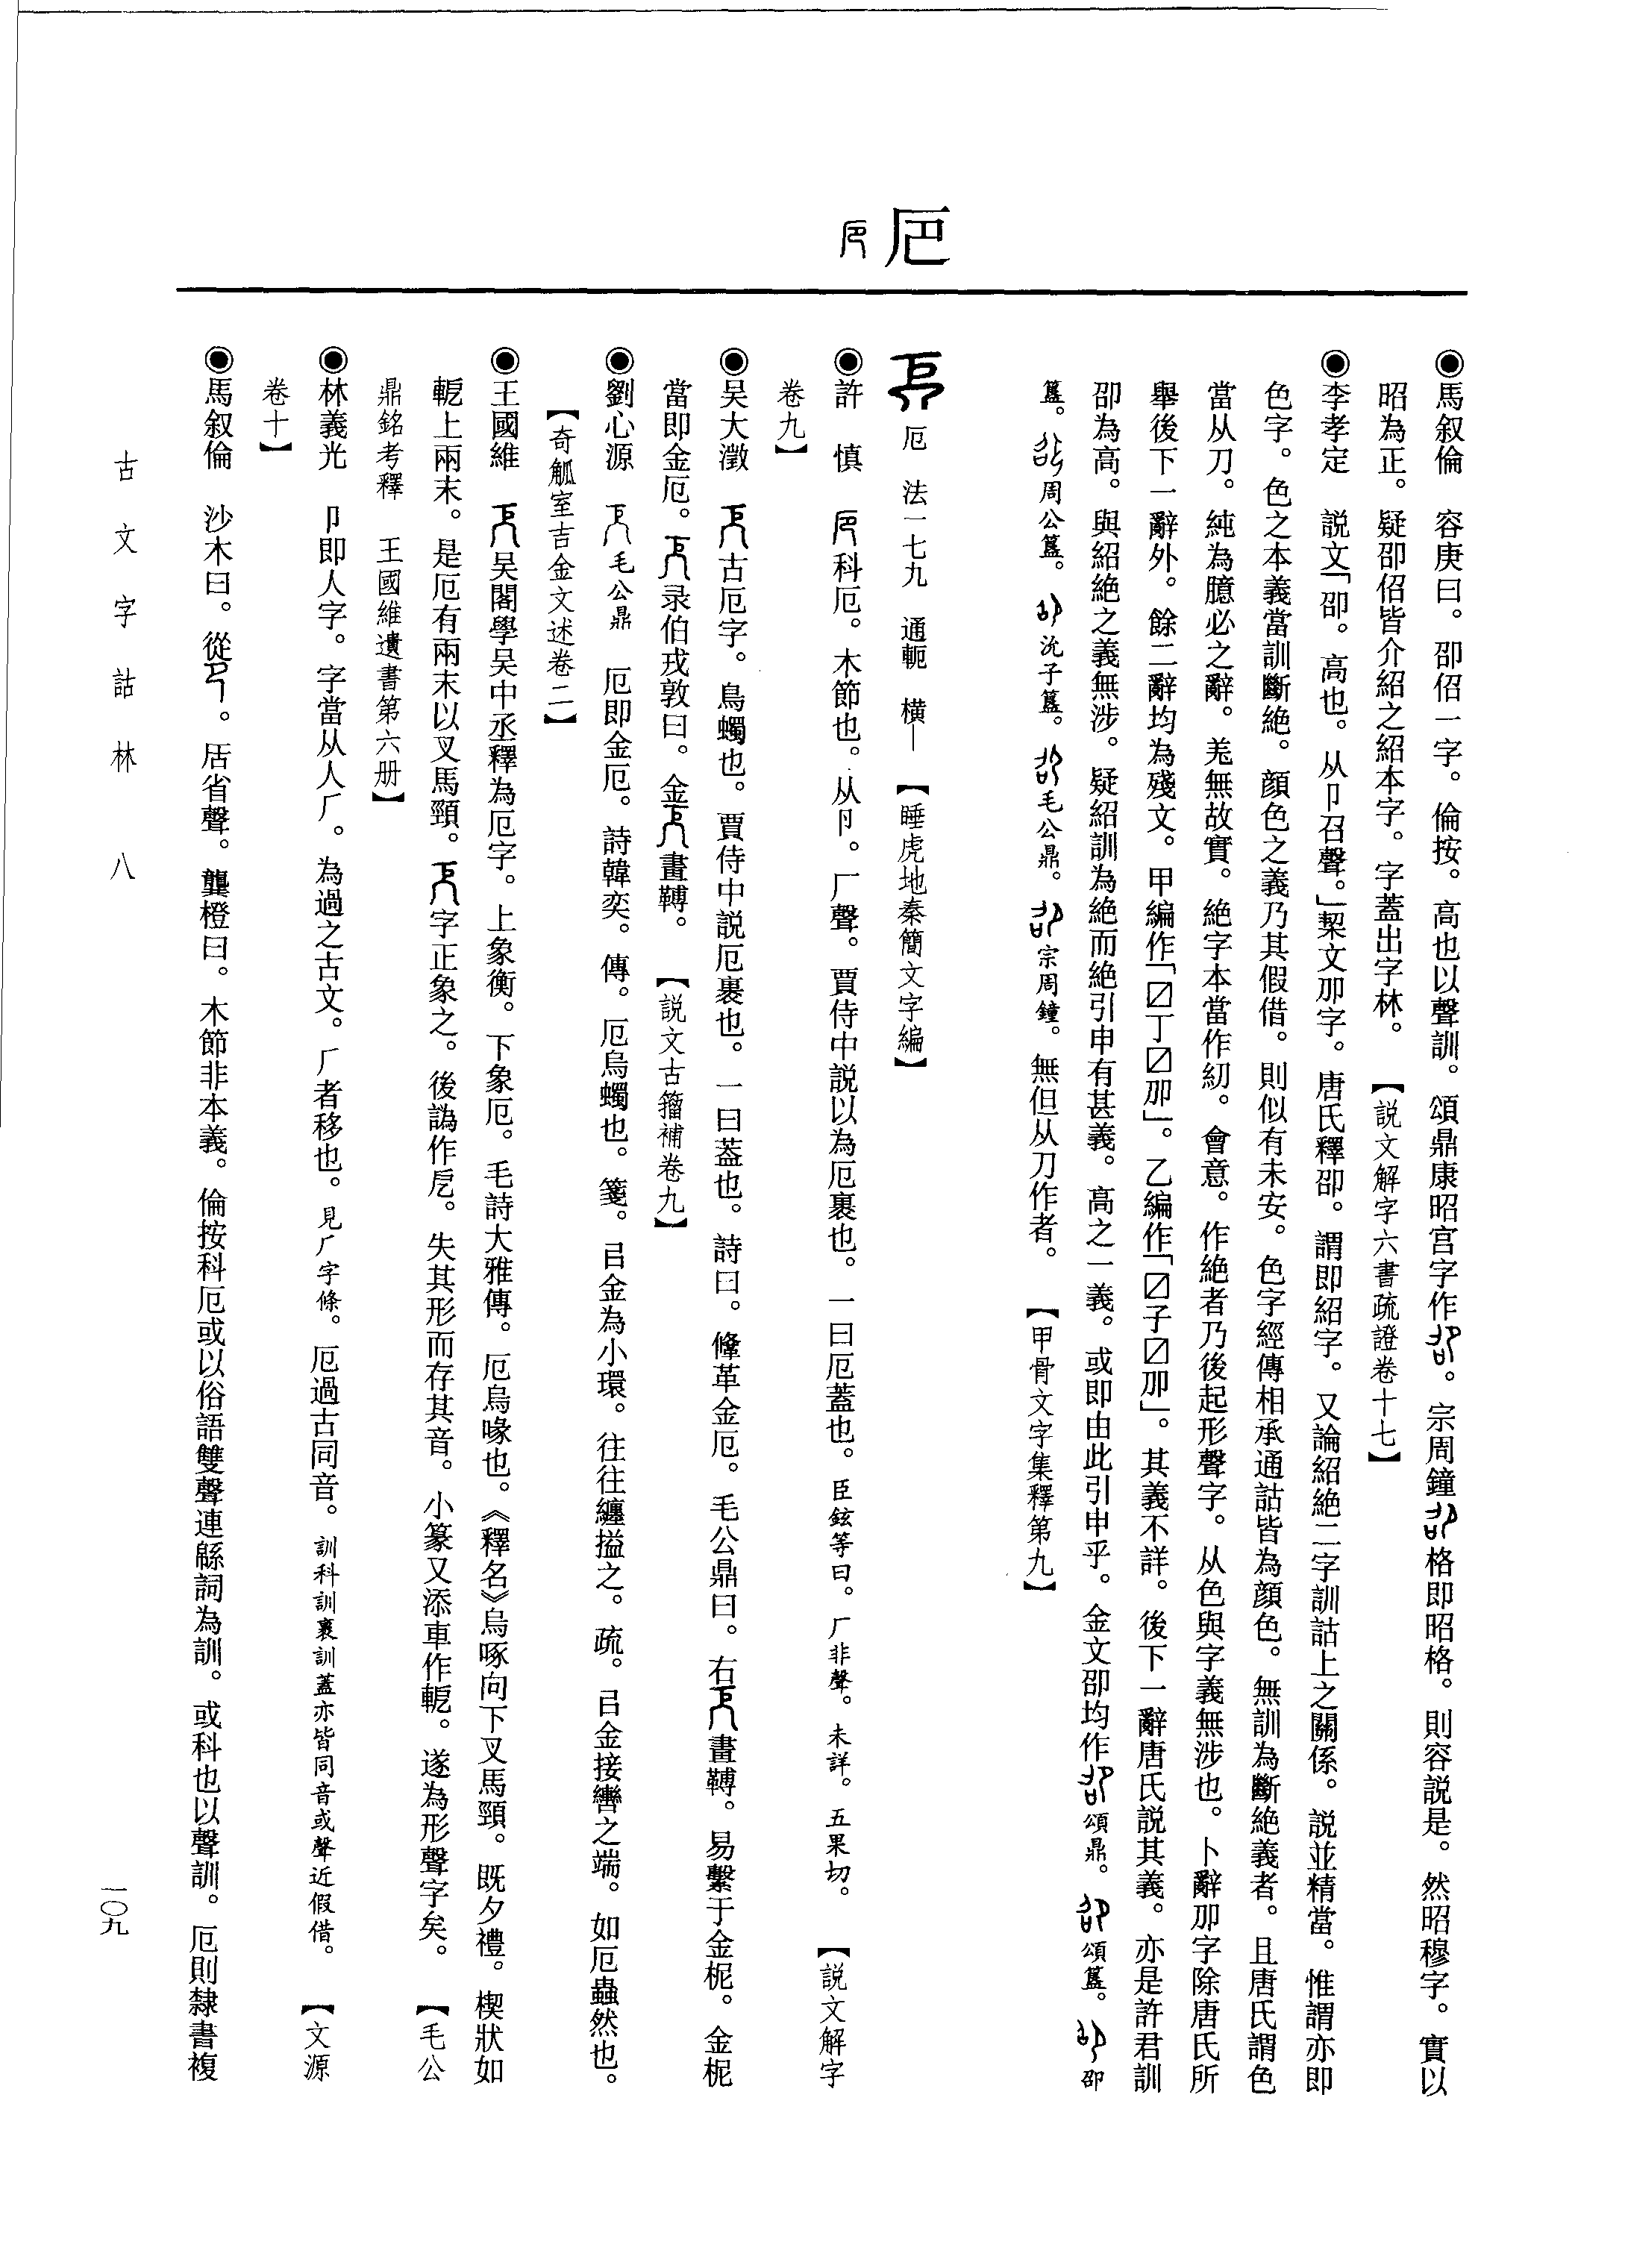 厄
●馬叙倫　容庚曰。卲佋一字。倫按。高也以聲訓。頌鼎康昭宫字作。宗周鐘格即昭格。則容説是。然昭穆字。實以
昭為正。疑卲佋皆介紹之紹本字。字蓋出字林。【説文解字六書疏證卷十七】
●李孝定　説文「卲。高也。从卪召聲。」栔文刕字。唐氏釋卲。謂即紹字。又論紹絶二字訓詁上之關係。説並精當。惟謂亦即
色字。色之本義當訓斷絶。顔色之義乃其假借。則似有未安。色字經傳相承通詁皆為顔色。無訓為斷絶義者。且唐氏謂色
當从刀。純為臆必之辭。羌無故實。絶字本當作紉。會意。作絶者乃後起形聲字。从色與字義無涉也。卜辭字除唐氏所
舉後下一辭外。餘二辭均為殘文。甲編作「〼丁〼」。乙編作「〼子〼」。其義不詳。後下一辭唐氏説其義。亦是許君訓
卲為高。與紹絶之義無涉。疑紹訓為絶而絶引申有甚義。高之一義。或即由此引申乎。金文卲均作頌鼎。頌簋。卲
簋。周公簋。沇子簋。毛公鼎。宗周鐘。無但从刀作者。【甲骨文字集釋第九】
厄　法一七九　通軛　横—【睡虎地秦簡文字編】
●許　慎　科厄。木節也。从卪。厂聲。賈侍中説以為厄裹也。一曰厄蓋也。臣鉉等曰。厂非聲。未詳。五果切。【説文解字
卷九】
●吴大澂　古厄字。烏蠋也。賈侍中説厄裹也。一曰蓋也。詩曰。鞗革金厄。毛公鼎曰。右畫轉。易繫于金柅。金柅
當即金厄。录伯戎敦曰。金畫轉。【説文古籀補卷九】
●劉心源　毛公鼎　厄即金厄。詩韓奕。傳。厄烏蠋也。箋。㠯金為小環。往往纏搤之。疏。㠯金接轡之端。如厄蟲然也。
【奇觚室吉金文述卷二】
●王國維　吴閣學吴中丞釋為厄字。上象衡。下象厄。毛詩大雅傳。厄烏喙也。《釋名》烏啄向下叉馬頸。既夕禮。楔狀如
軶上兩末。是厄有兩末以叉馬頸。字正象之。後譌作戹。失其形而存其音。小篆又添車作軶。遂為形聲字矣。【毛公
鼎銘考釋　王國維遺書第六册】
●林義光　卪即人字。字當从人厂。為過之古文。厂者移也。見厂字條。厄過古同音。訓科訓裹訓蓋亦皆同音或聲近假借。【文源
卷十】
●馬叙倫　沙木曰。從。𢈻省聲。龔橙曰。木節非本義。倫按科厄或以俗語雙聲連緜詞為訓。或科也以聲訓。厄則隸書複
古文字詁林　八
一〇九